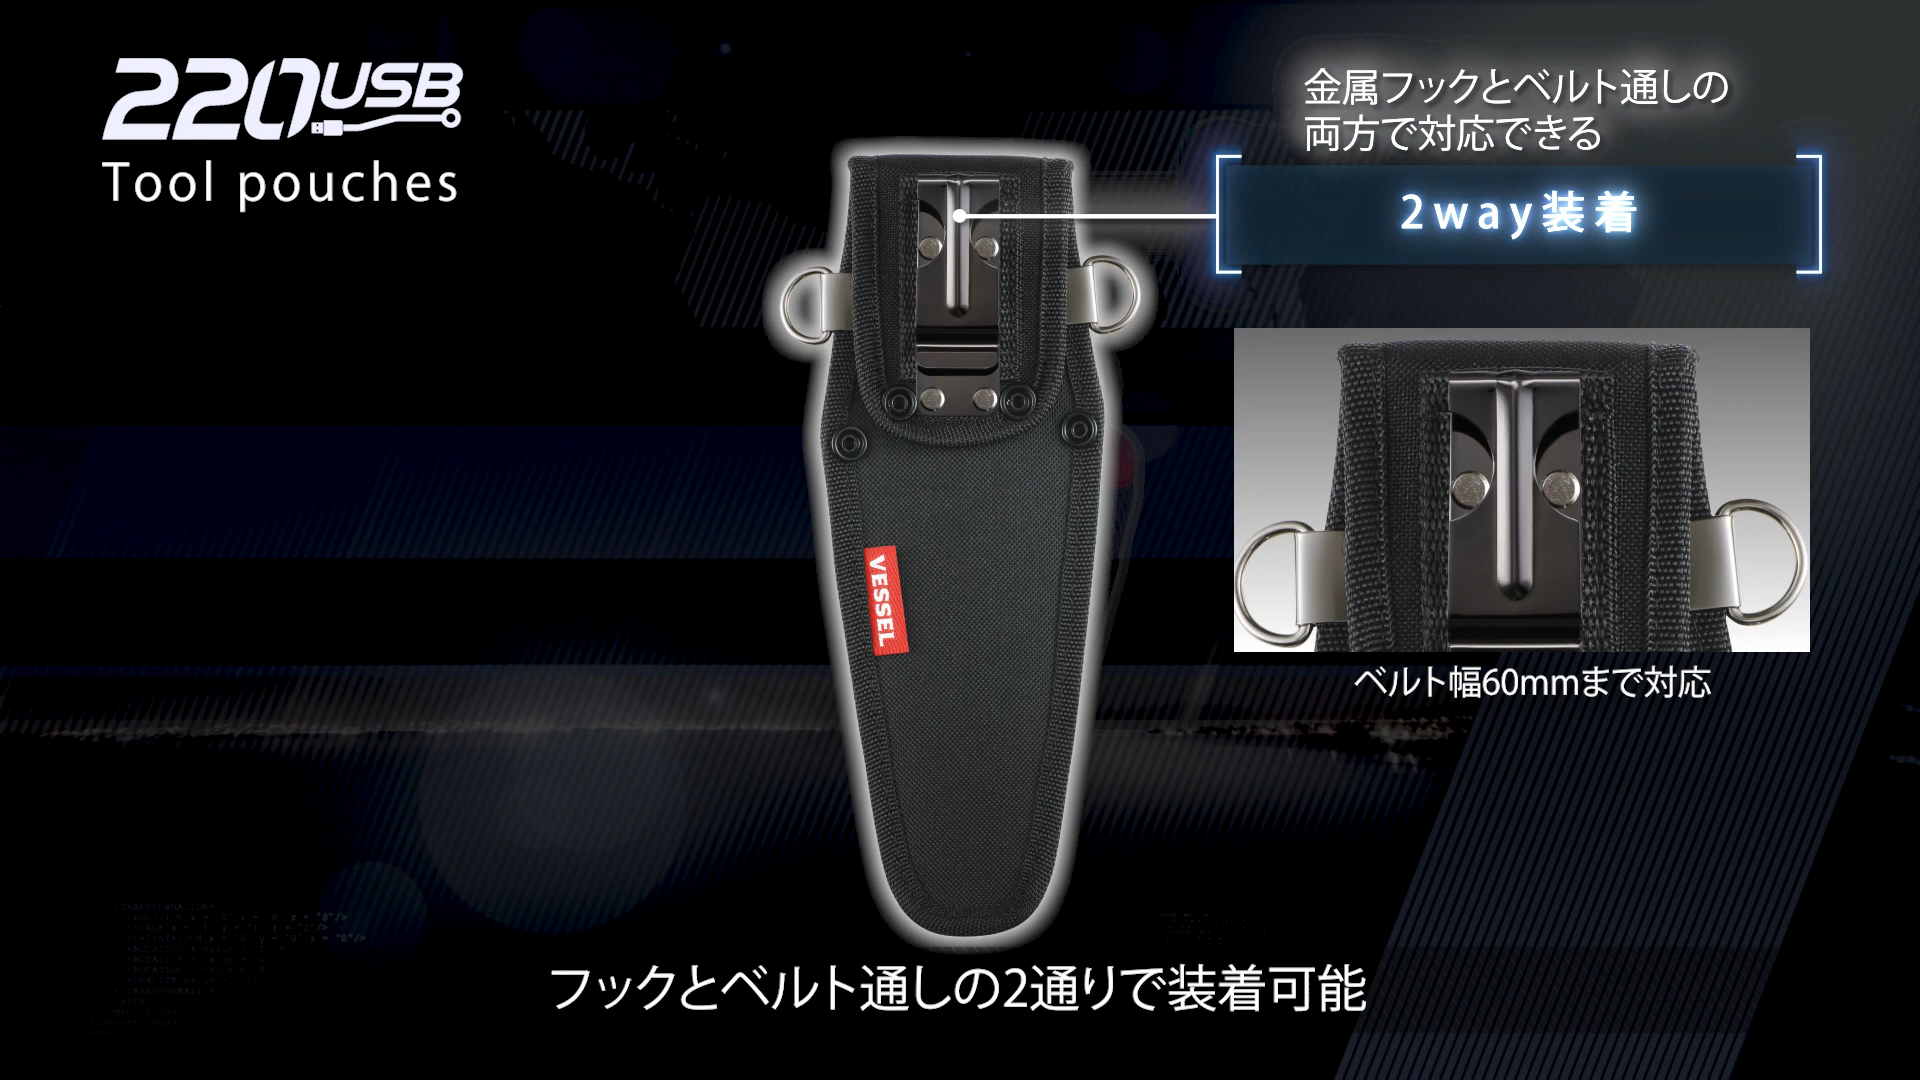 220USB
Tool pouches
金属フックとベルト通しの
両方で対応できる
2way装着
VESSEL
ベルト幅60mmまで対応
フックとベルト通しの2通りで装着可能